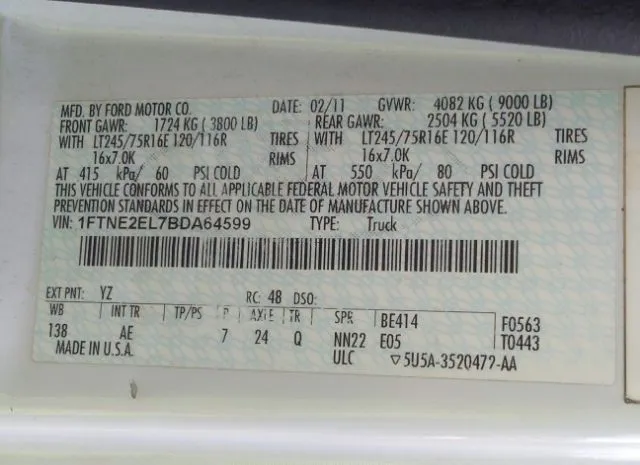 MFD. BY FORD MOTOR CO. DATE: 02/11 GVWR: 4082 KG ( 9000 LB)
FRONT GAWR: 1724 KG ( 3800 LB) REAR GAWR: 2504 KG ( 5520 LB)
WITH LT245/75R16E 120/116R TIRES WITH LT245/75R16E 120/116R TIRES
16x7.0K RIMS 16x7.0K RIMS
AT 415 kPa/ 60 PSI COLD AT 550 kPa/ 80 PSI COLD
THIS VEHICLE CONFORMS TO ALL APPLICABLE FEDERAL MOTOR VEHICLE SAFETY AND THEFT
PREVENTION STANDARDS IN EFFECT ON THE DATE OF MANUFACTURE SHOWN ABOVE.
VIN: 1FTNE2EL7BDA64599 TYPE: Truck
EXT PNT: YZ RC: 48 DSO:
WB INT TR TP/PS R AXLE TR SPR BE414 F0563
138 AE 7 24 Q NN22 E05 T0443
MADE IN U.S.A. ULC ▽5U5A-3520472-AA